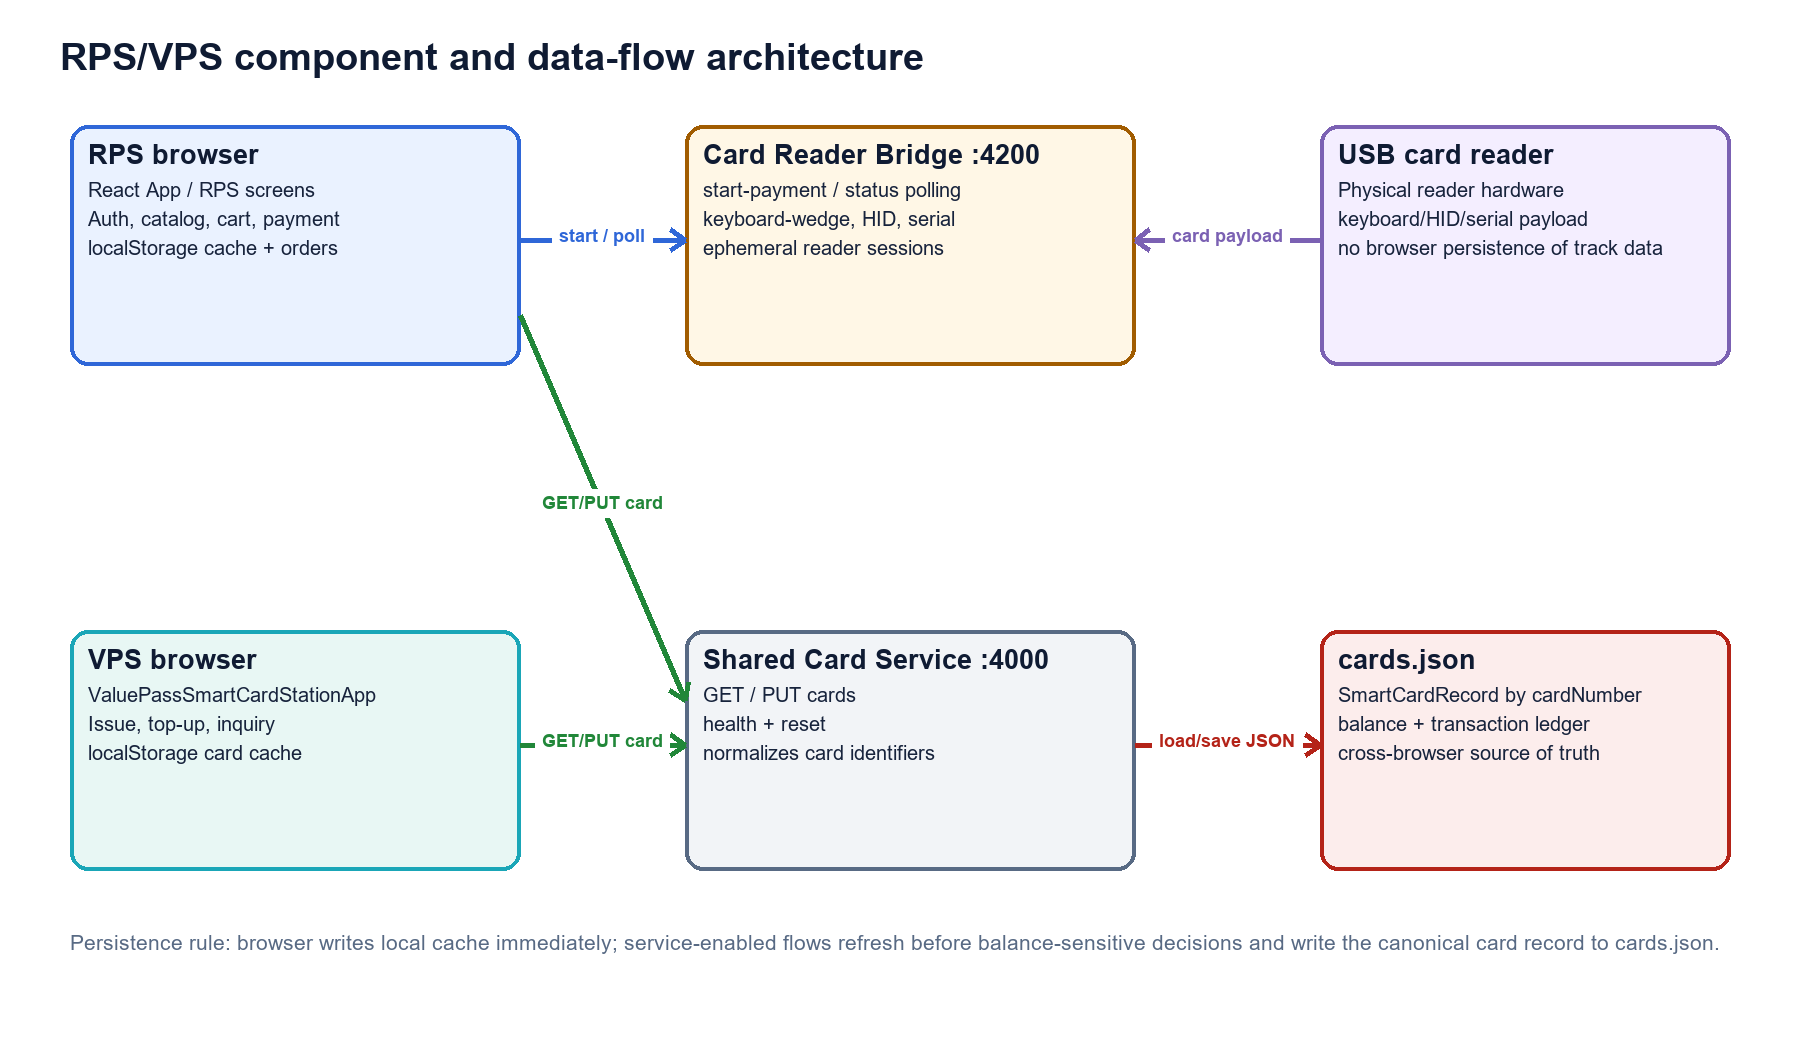 RPS/VPS component and data-flow architecture
RPS browser
React App / RPS screens
Auth, catalog, cart, payment
localStorage cache + orders
start / poll
Card Reader Bridge :4200
start-payment / status polling
keyboard-wedge, HID, serial
ephemeral reader sessions
card payload
USB card reader
Physical reader hardware
keyboard/HID/serial payload
no browser persistence of track data
GET/PUT card
VPS browser
ValuePassSmartCardStationApp
Issue, top-up, inquiry
localStorage card cache
GET/PUT card
Shared Card Service :4000
GET / PUT cards
health + reset
normalizes card identifiers
load/save JSON
cards.json
SmartCardRecord by cardNumber
balance + transaction ledger
cross-browser source of truth
Persistence rule: browser writes local cache immediately; service-enabled flows refresh before balance-sensitive decisions and write the canonical card record to cards.json.